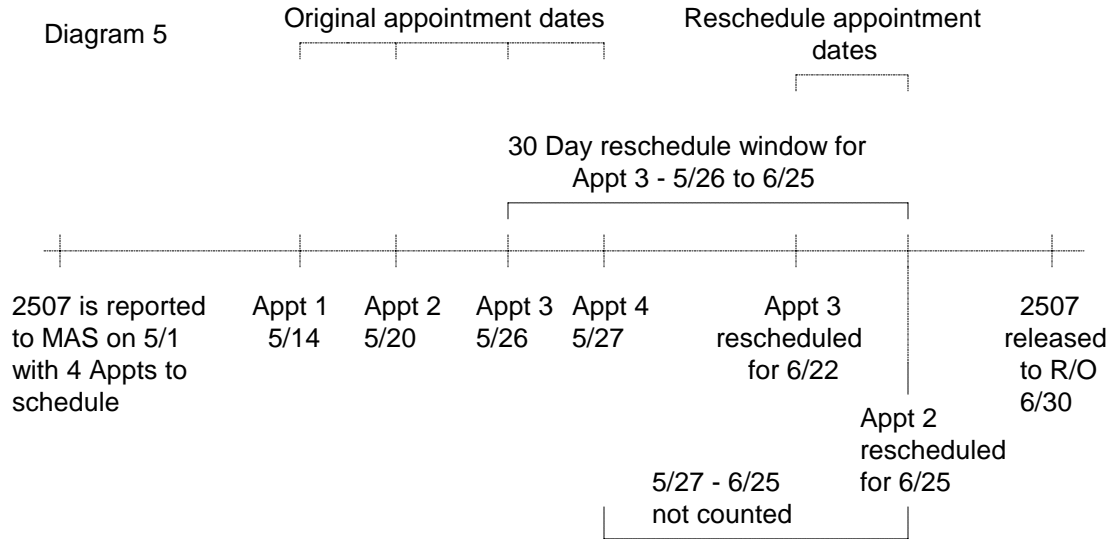 Diagram 5
Original appointment dates
Reschedule appointment
dates
30 Day reschedule window for
Appt 3 - 5/26 to 6/25
2507 is reported
to MAS on 5/1
with 4 Appts to
schedule
Appt 1
5/14
Appt 2
5/20
Appt 3
5/26
Appt 4
5/27
Appt 3
rescheduled
for 6/22
Appt 2
rescheduled
for 6/25
2507
released
to R/O
6/30
5/27 - 6/25
not counted